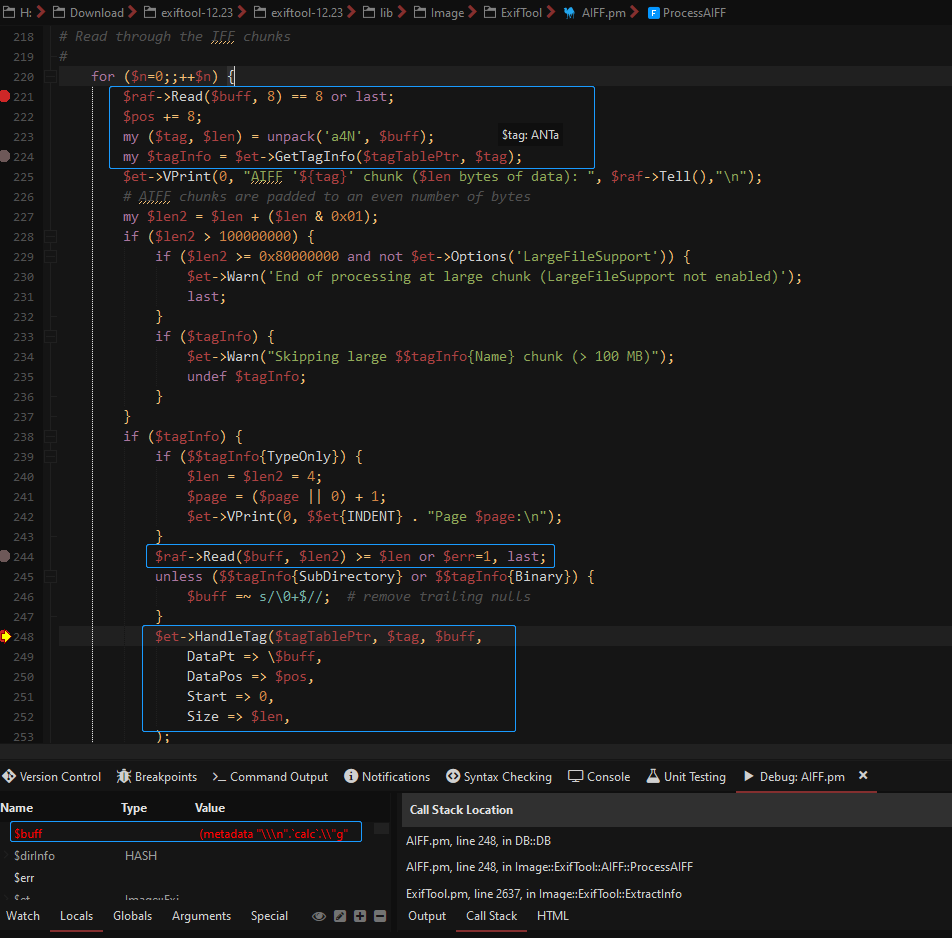 H: Download exiftool-12.23 exiftool-12.23 lib Image ExifTool AIFF.pm ProcessAIFF
218 # Read through the IFF chunks
219 #
220 for ($n=0;;++$n) {
221 $raf->Read($buff, 8) == 8 or last;
222 $pos += 8;
223 my ($tag, $len) = unpack('a4N', $buff);
$tag: ANTa
224 my $tagInfo = $et->GetTagInfo($tagTablePtr, $tag);
225 $et->VPrint(0, "AIFF '${tag}' chunk ($len bytes of data): ", $raf->Tell(),"\n");
226 # AIFF chunks are padded to an even number of bytes
227 my $len2 = $len + ($len & 0x01);
228 if ($len2 > 100000000) {
229 if ($len2 >= 0x80000000 and not $et->Options('LargeFileSupport')) {
230 $et->Warn('End of processing at large chunk (LargeFileSupport not enabled)');
231 last;
232 }
233 if ($tagInfo) {
234 $et->Warn("Skipping large $$tagInfo{Name} chunk (> 100 MB)");
235 undef $tagInfo;
236 }
237 }
238 if ($tagInfo) {
239 if ($$tagInfo{TypeOnly}) {
240 $len = $len2 = 4;
241 $page = ($page || 0) + 1;
242 $et->VPrint(0, $$et{INDENT} . "Page $page:\n");
243 }
244 $raf->Read($buff, $len2) >= $len or $err=1, last;
245 unless ($$tagInfo{SubDirectory} or $$tagInfo{Binary}) {
246 $buff =~ s/\0+$//; # remove trailing nulls
247 }
248 $et->HandleTag($tagTablePtr, $tag, $buff,
249 DataPt => \$buff,
250 DataPos => $pos,
251 Start => 0,
252 Size => $len,
253 );
Version Control Breakpoints Command Output Notifications Syntax Checking Console Unit Testing Debug: AIFF.pm
Name Type Value
$buff (metadata "\\\n".`calc`.\\"g"
$dirInfo HASH
$err
$et Image::Exi
Watch Locals Globals Arguments Special
Call Stack Location
AIFF.pm, line 248, in DB::DB
AIFF.pm, line 248, in Image::ExifTool::AIFF::ProcessAIFF
ExifTool.pm, line 2637, in Image::ExifTool::ExtractInfo
Output Call Stack HTML